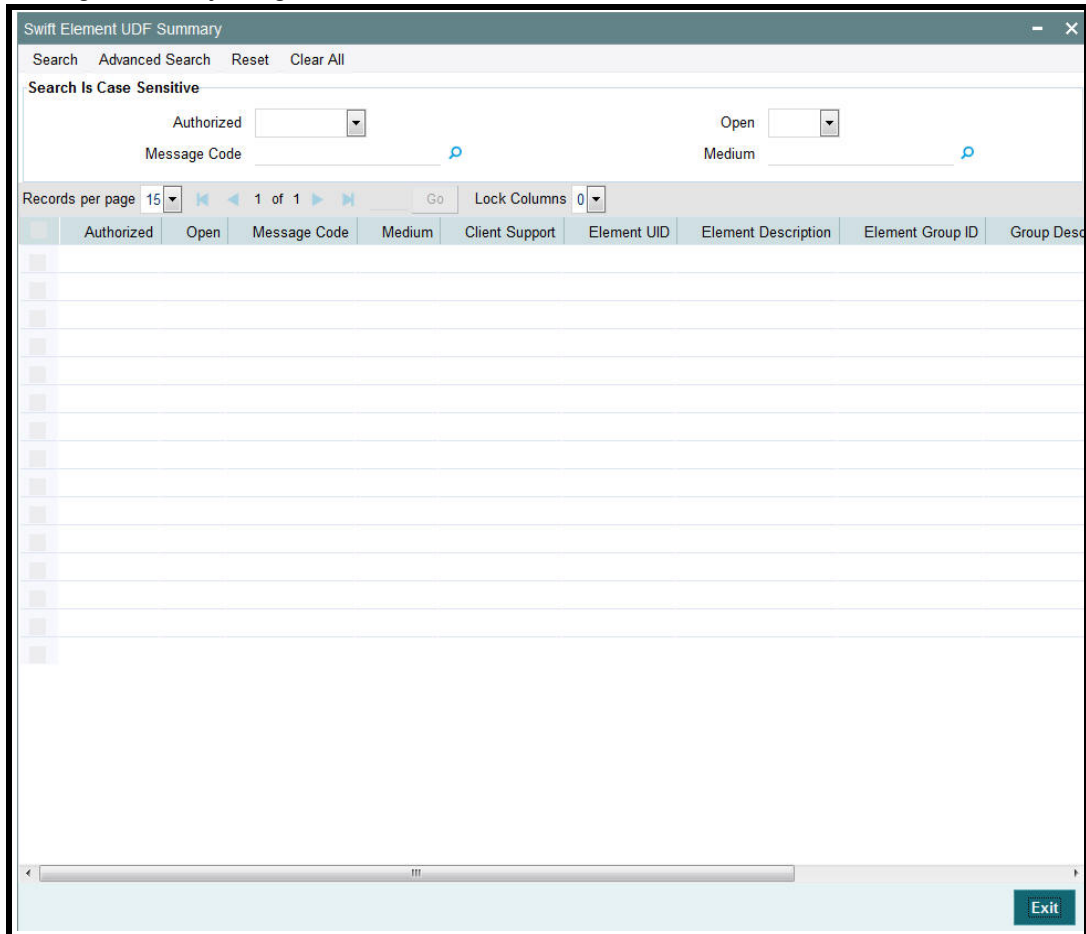 Swift Element UDF Summary
Search Advanced Search Reset Clear All
Search Is Case Sensitive
Authorized Open
Message Code Medium
Records per page 15 1 of 1 Go Lock Columns 0
Authorized Open Message Code Medium Client Support Element UID Element Description Element Group ID Group Desc
Exit